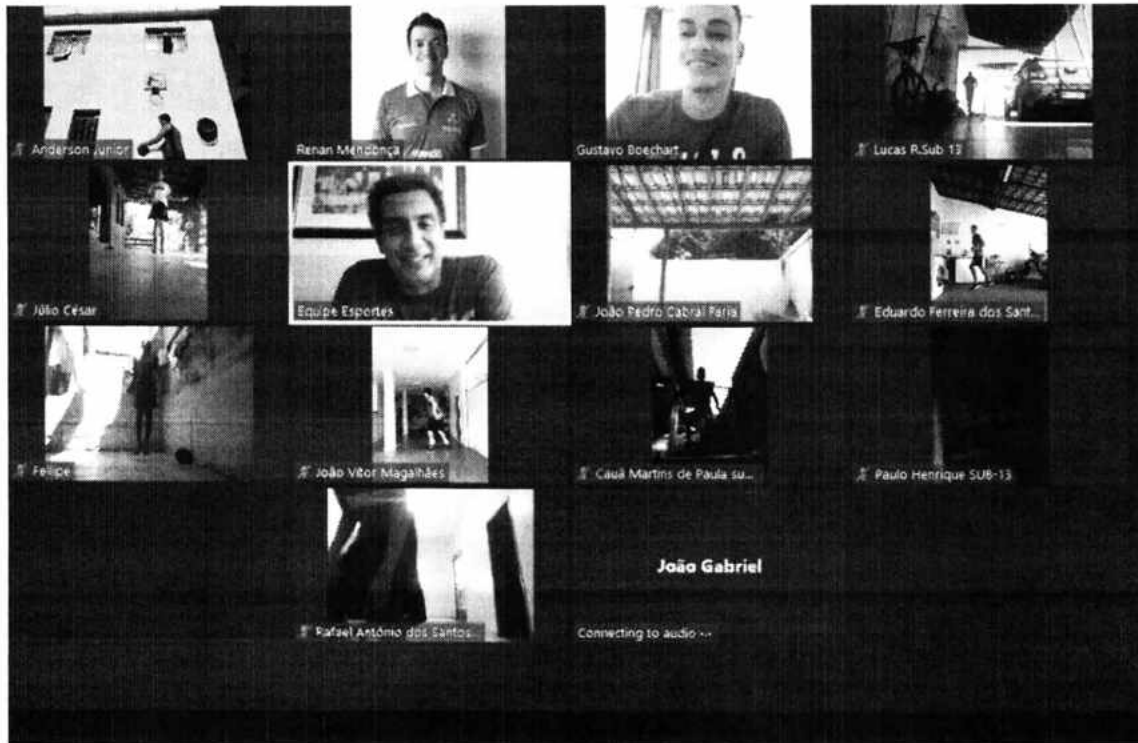 Anderson Junior
Renan Mendonça
Gustavo Boechart
Lucas R.Sub 13
Júlio César
Equipe Esportes
João Pedro Cabral Faria
Eduardo Ferreira dos Sant...
Fellipe
João Vitor Magalhães
Cauã Martins de Paula su...
Paulo Henrique SUB-13
Rafael Antônio dos Santos...
João Gabriel
Connecting to audio ...